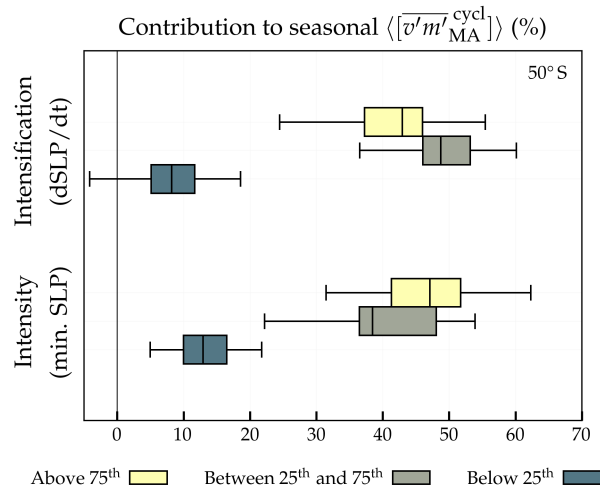 Contribution to seasonal ⟨[v′m′ cycl MA]⟩ (%)
50° S
Intensification
(dSLP/dt)
Intensity
(min. SLP)
0 10 20 30 40 50 60 70
Above 75th Between 25th and 75th Below 25th